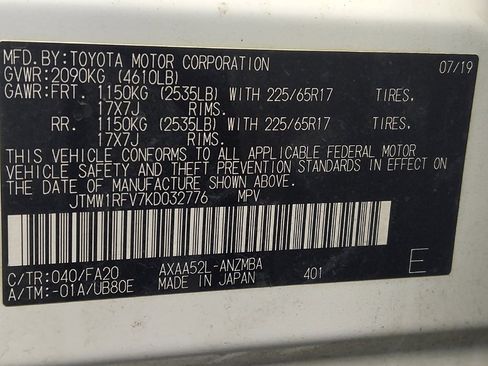 MFD.BY:TOYOTA MOTOR CORPORATION 07/19
GVWR:2090KG (4610LB)
GAWR:FRT. 1150KG (2535LB) WITH 225/65R17 TIRES,
17X7J RIMS.
RR. 1150KG (2535LB) WITH 225/65R17 TIRES,
17X7J RIMS.
THIS VEHICLE CONFORMS TO ALL APPLICABLE FEDERAL MOTOR
VEHICLE SAFETY AND THEFT PREVENTION STANDARDS IN EFFECT ON
THE DATE OF MANUFACTURE SHOWN ABOVE.
JTMW1RFV7KD032776 MPV
C/TR:040/FA20 AXAA52L-ANZMBA 401 E
A/TM:-01A/UB80E MADE IN JAPAN